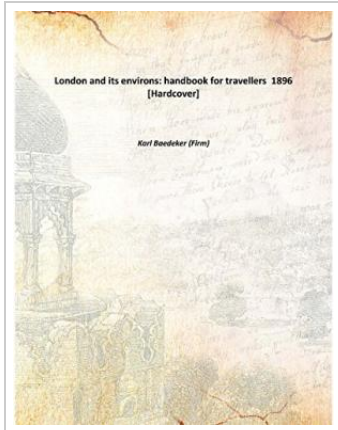 London and its environs: handbook for travellers 1896
[Hardcover]
Karl Baedeker (Firm)